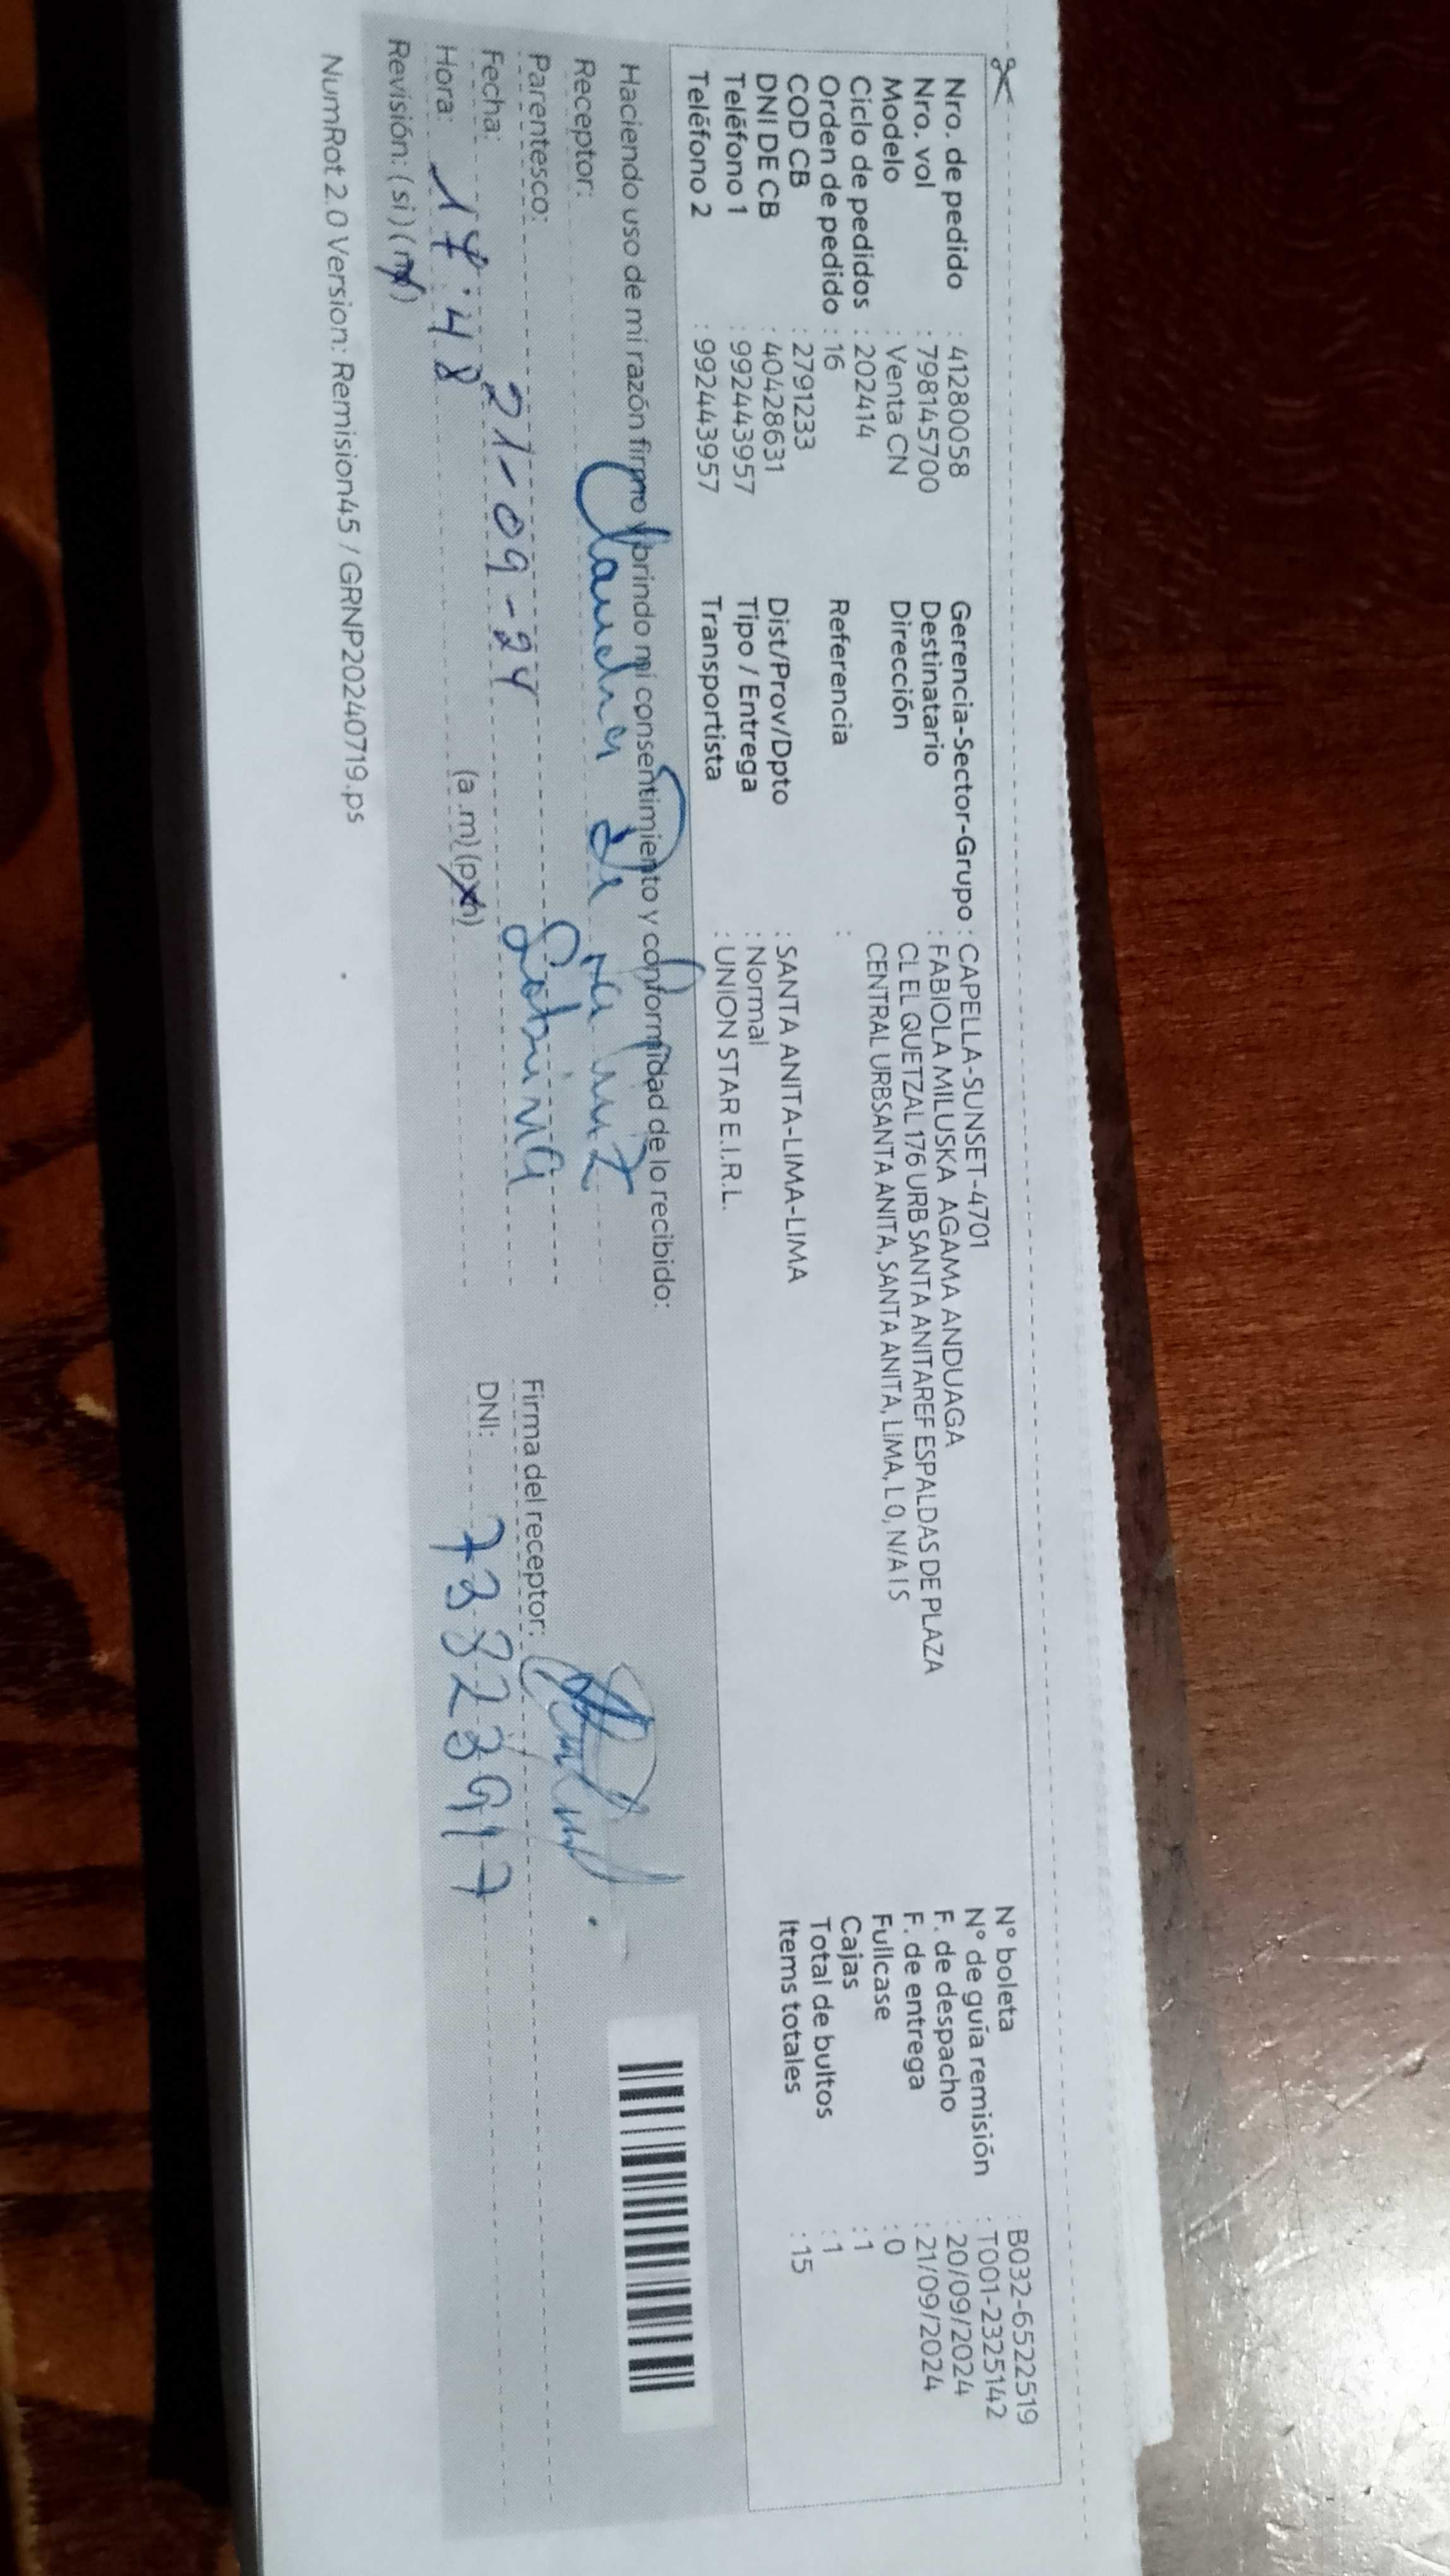 Nro. de pedido : 41280058
Nro. vol : 798145700
Modelo : Venta CN
Ciclo de pedidos : 202414
Orden de pedido : 16
COD CB : 2791233
DNI DE CB : 40428631
Teléfono 1 : 992443957
Teléfono 2 : 992443957
Gerencia-Sector-Grupo : CAPELLA-SUNSET-4701
Destinatario : FABIOLA MILUSKA AGAMA ANDUAGA
Dirección CL EL QUETZAL 176 URB SANTA ANITAREF ESPALDAS DE PLAZA
CENTRAL URBSANTA ANITA, SANTA ANITA, LIMA, L 0, N/A I S
Referencia :
Dist/Prov/Dpto : SANTA ANITA-LIMA-LIMA
Tipo / Entrega : Normal
Transportista : UNION STAR E.I.R.L.
N° boleta : B032-6522519
N° de guía remisión : T001-2325142
F. de despacho : 20/09/2024
F. de entrega : 21/09/2024
Fullcase : 0
Cajas : 1
Total de bultos : 1
Items totales : 15
Haciendo uso de mi razón firmo y brindo mi consentimiento y conformidad de lo recibido:
Receptor: Claudia De la Cruz
Parentesco: Sobrina
Fecha: 21-09-24
Hora: 17:48 (a .m) (p.m)
Revisión: ( si ) ( no )
Firma del receptor:
DNI: 73823917
NumRot 2.0 Version: Remision45 / GRNP20240719.ps